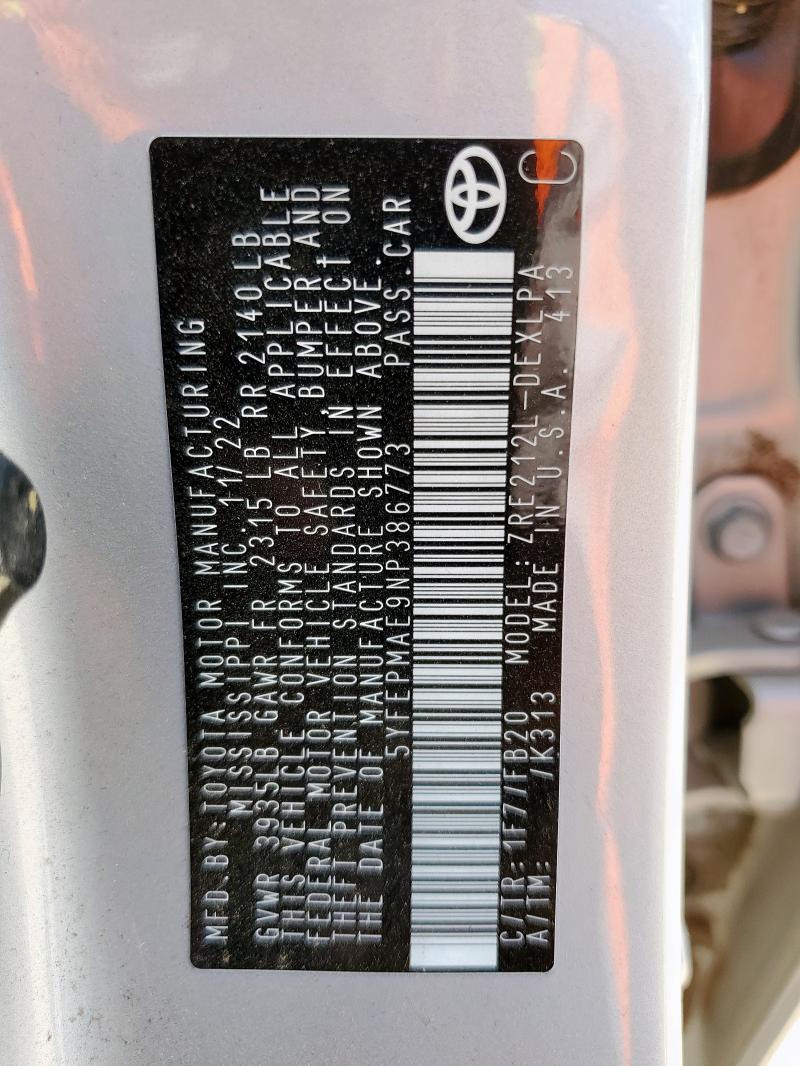 MFD.BY:TOYOTA MOTOR MANUFACTURING
MISSISSIPPI INC 11/22
GVWR 3935LB GAWR FR 2315 LB RR 2140LB
THIS VEHICLE CONFORMS TO ALL APPLICABLE
FEDERAL MOTOR VEHICLE SAFETY, BUMPER AND
THEFT PREVENTION STANDARDS IN EFFECT ON
THE DATE OF MANUFACTURE SHOWN ABOVE.
5YFEPMAE9NP386773 PASS.CAR
C/TR: 1F7/FB20 MODEL: ZRE212L-DEXLPA
A/TM: /K313 MADE IN U.S.A. 413 C